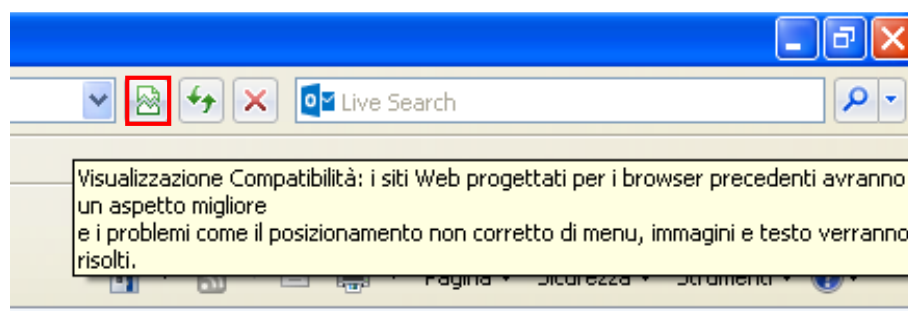 Live Search
Visualizzazione Compatibilità: i siti Web progettati per i browser precedenti avranno
un aspetto migliore
e i problemi come il posizionamento non corretto di menu, immagini e testo verranno
risolti.
Pagina Sicurezza Strumenti